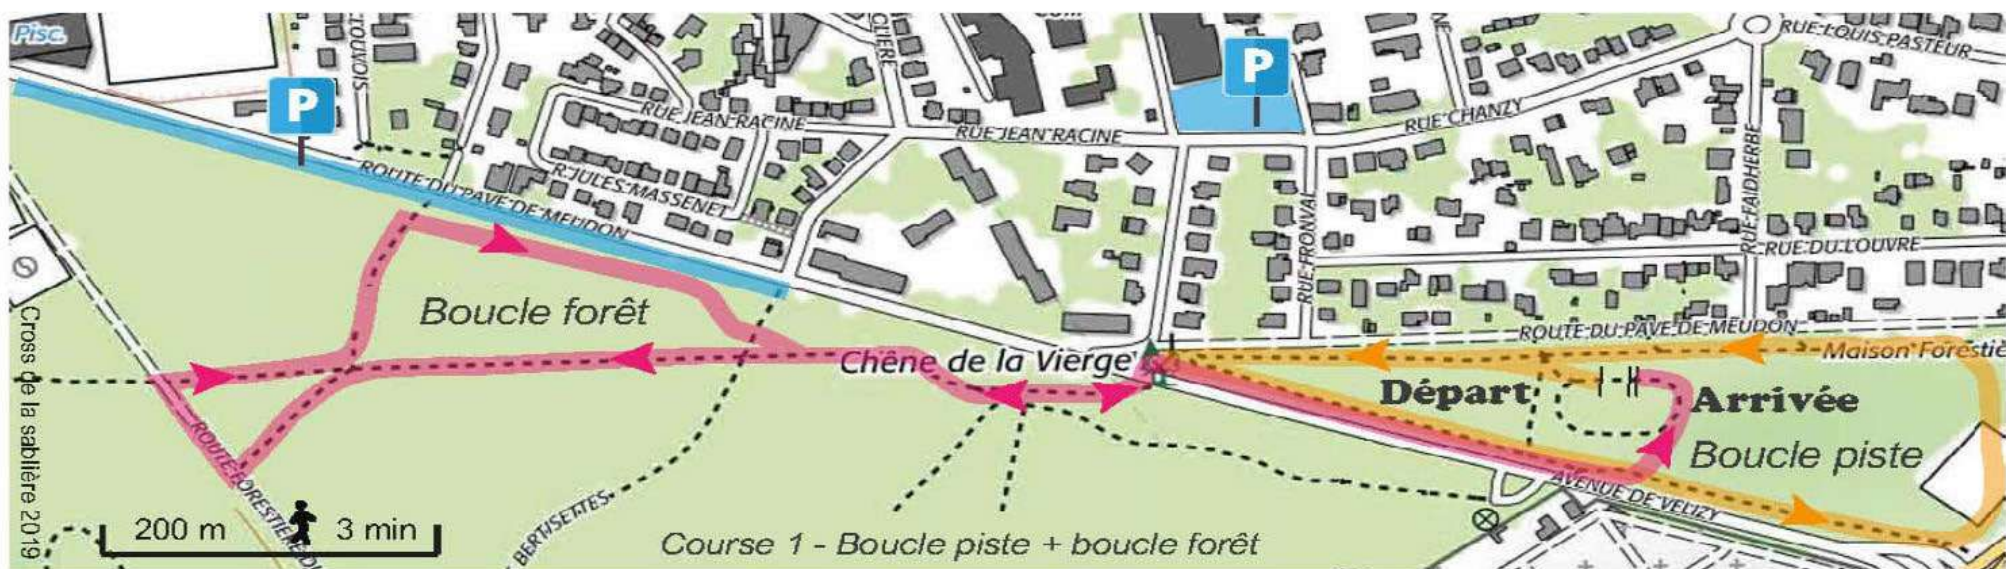 Pisc.
P
P
RUE LOUIS PASTEUR
RUE JEAN RACINE
RUE JEAN RACINE
RUE CHANZY
ROUTE DU PAVE DE MEUDON
R JULES MASSENET
RUE FRONVAL
RUE FAIDHERBE
RUE DU LOUVRE
Boucle forêt
ROUTE DU PAVE DE MEUDON
Chêne de la Vierge
Maison Forestiè
Départ
Arrivée
Boucle piste
AVENUE DE VELIZY
ROUTE FORESTIERE D
BERTISETTES
Cross de la sablière 2019
200 m
3 min
Course 1 - Boucle piste + boucle forêt